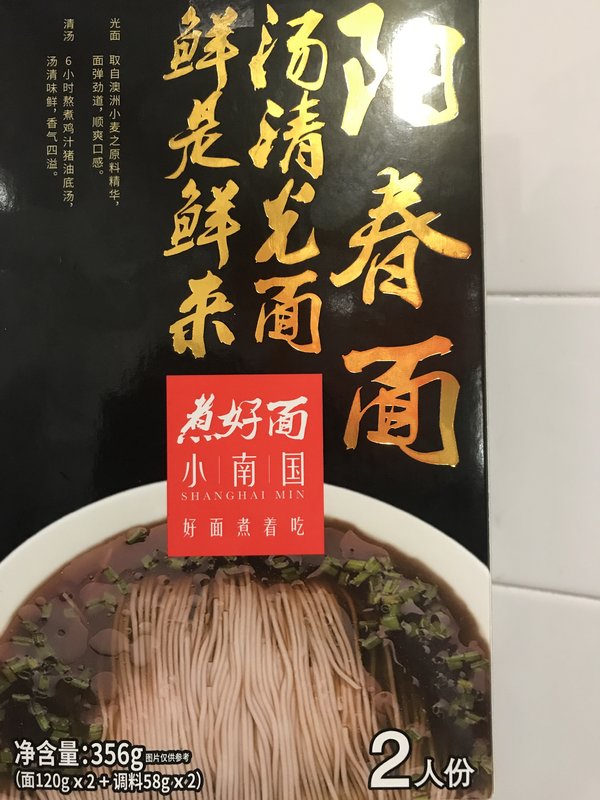 阳春面
汤清光面
鲜是鲜来
光面 取自澳洲小麦之原料精华，
面弹劲道，顺爽口感。
清汤 6小时熬煮鸡汁猪油底汤，
汤清味鲜，香气四溢。
煮好面
小南国
SHANGHAI MIN
好面煮着吃
净含量：356g 图片仅供参考
（面120g x 2 + 调料58g x 2）
2人份